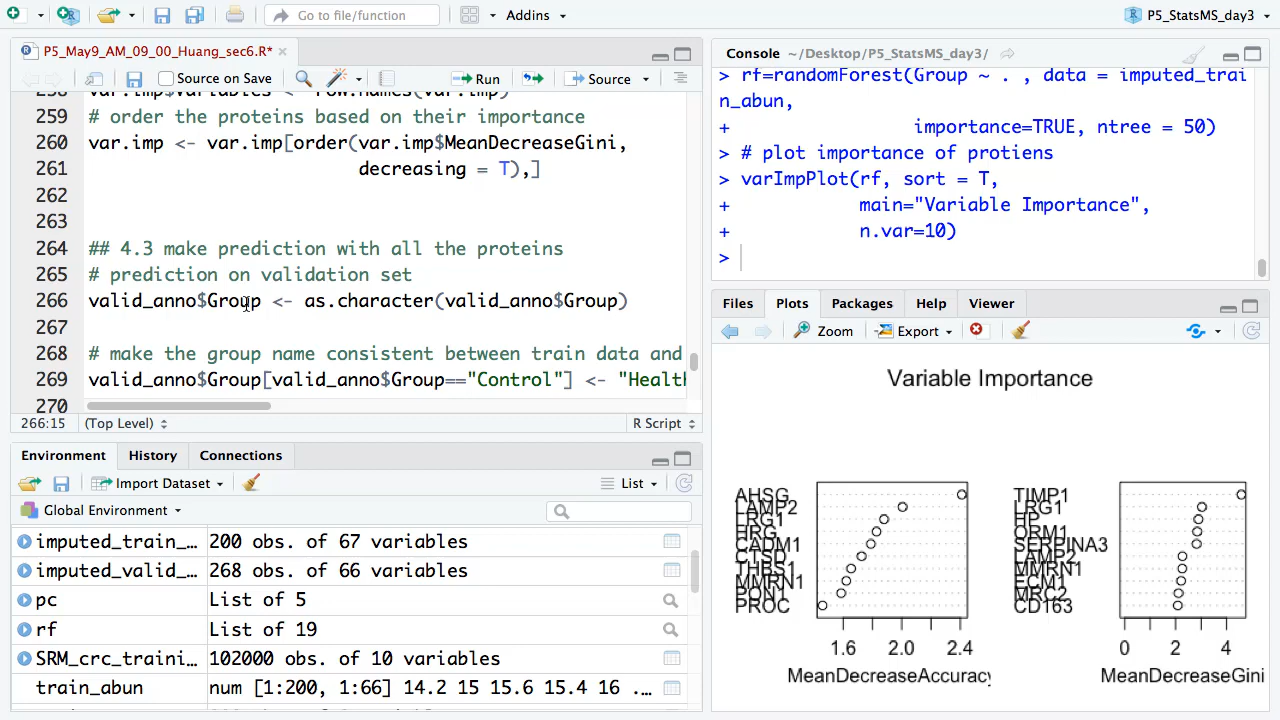 Go to file/function
Addins
P5_StatsMS_day3
P5_May9_AM_09_00_Huang_sec6.R*
Source on Save
Run
Source
259 # order the proteins based on their importance
260 var.imp <- var.imp[order(var.imp$MeanDecreaseGini,
261 decreasing = T),]
262
263
264 ## 4.3 make prediction with all the proteins
265 # prediction on validation set
266 valid_anno$Group <- as.character(valid_anno$Group)
267
268 # make the group name consistent between train data and
269 valid_anno$Group[valid_anno$Group=="Control"] <- "Health
270
266:15
(Top Level)
R Script
Environment
History
Connections
Import Dataset
List
Global Environment
imputed_train_... 200 obs. of 67 variables
imputed_valid_... 268 obs. of 66 variables
pc List of 5
rf List of 19
SRM_crc_traini... 102000 obs. of 10 variables
train_abun num [1:200, 1:66] 14.2 15 15.6 15.4 16 ...
Console ~/Desktop/P5_StatsMS_day3/
> rf=randomForest(Group ~ . , data = imputed_trai
n_abun,
+ importance=TRUE, ntree = 50)
> # plot importance of protiens
> varImpPlot(rf, sort = T,
+ main="Variable Importance",
+ n.var=10)
>
Files
Plots
Packages
Help
Viewer
Zoom
Export
Variable Importance
AHSG
LAMP2
LRG1
HRG
CADM1
CTSD
THBS1
MMRN1
PON1
PROC
1.6 2.0 2.4
MeanDecreaseAccuracy
TIMP1
LRG1
HP
ORM1
SERPINA3
LAMP2
MMRN1
ECM1
MRC2
CD163
0 2 4
MeanDecreaseGini